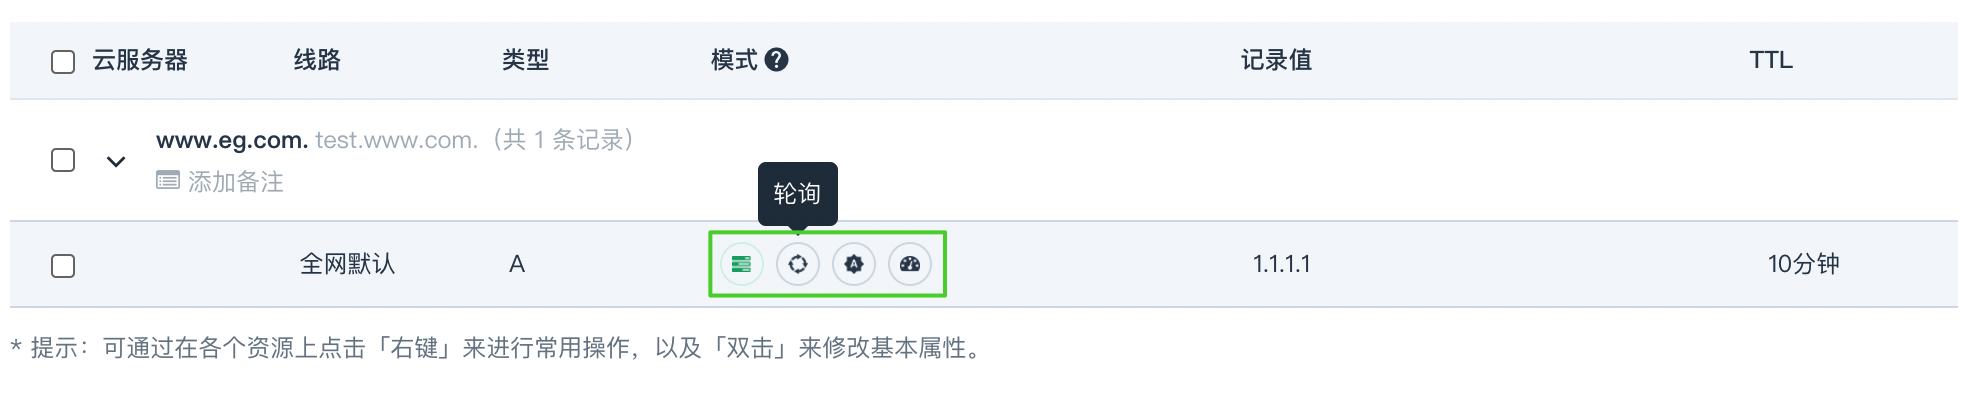 云服务器 线路 类型 模式 ? 记录值 TTL
www.eg.com. test.www.com.（共 1 条记录）
添加备注
轮询
全网默认 A A 1.1.1.1 10分钟
* 提示：可通过在各个资源上点击「右键」来进行常用操作，以及「双击」来修改基本属性。